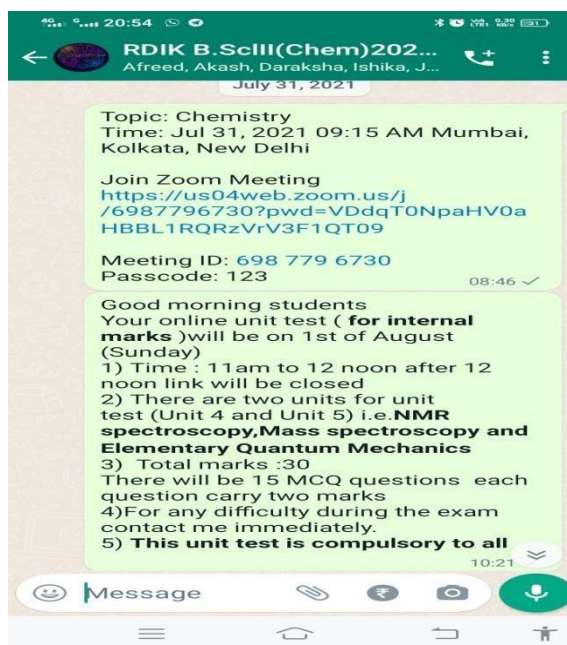 4G 20:54 0.30 KB/s 31
RDIK B.ScIII(Chem)202...
Afreed, Akash, Daraksha, Ishika, J...
July 31, 2021
Topic: Chemistry
Time: Jul 31, 2021 09:15 AM Mumbai,
Kolkata, New Delhi
Join Zoom Meeting
https://us04web.zoom.us/j
/6987796730?pwd=VDdqT0NpaHV0a
HBBL1RQRzVrV3F1QT09
Meeting ID: 698 779 6730
Passcode: 123
08:46
Good morning students
Your online unit test ( for internal
marks )will be on 1st of August
(Sunday)
1) Time : 11am to 12 noon after 12
noon link will be closed
2) There are two units for unit
test (Unit 4 and Unit 5) i.e.NMR
spectroscopy,Mass spectroscopy and
Elementary Quantum Mechanics
3) Total marks :30
There will be 15 MCQ questions each
question carry two marks
4)For any difficulty during the exam
contact me immediately.
5) This unit test is compulsory to all
10:21
Message